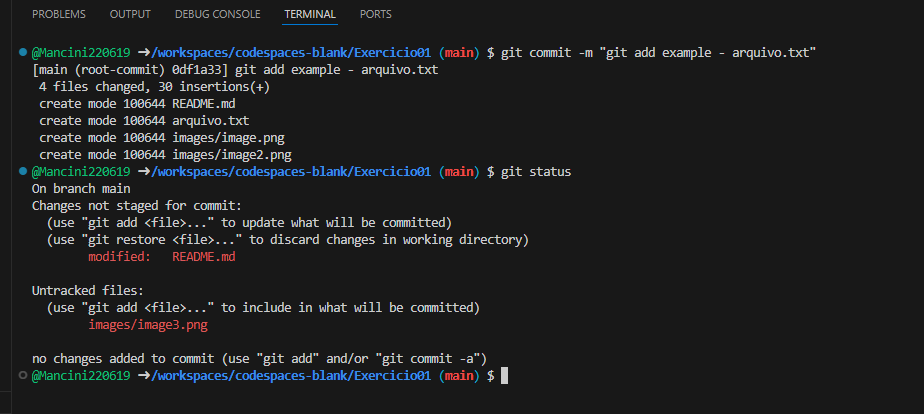 PROBLEMS OUTPUT DEBUG CONSOLE TERMINAL PORTS
@Mancini220619 ➜/workspaces/codespaces-blank/Exercicio01 (main) $ git commit -m "git add example - arquivo.txt"
[main (root-commit) 0df1a33] git add example - arquivo.txt
 4 files changed, 30 insertions(+)
 create mode 100644 README.md
 create mode 100644 arquivo.txt
 create mode 100644 images/image.png
 create mode 100644 images/image2.png
@Mancini220619 ➜/workspaces/codespaces-blank/Exercicio01 (main) $ git status
On branch main
Changes not staged for commit:
  (use "git add <file>..." to update what will be committed)
  (use "git restore <file>..." to discard changes in working directory)
        modified:   README.md

Untracked files:
  (use "git add <file>..." to include in what will be committed)
        images/image3.png

no changes added to commit (use "git add" and/or "git commit -a")
@Mancini220619 ➜/workspaces/codespaces-blank/Exercicio01 (main) $